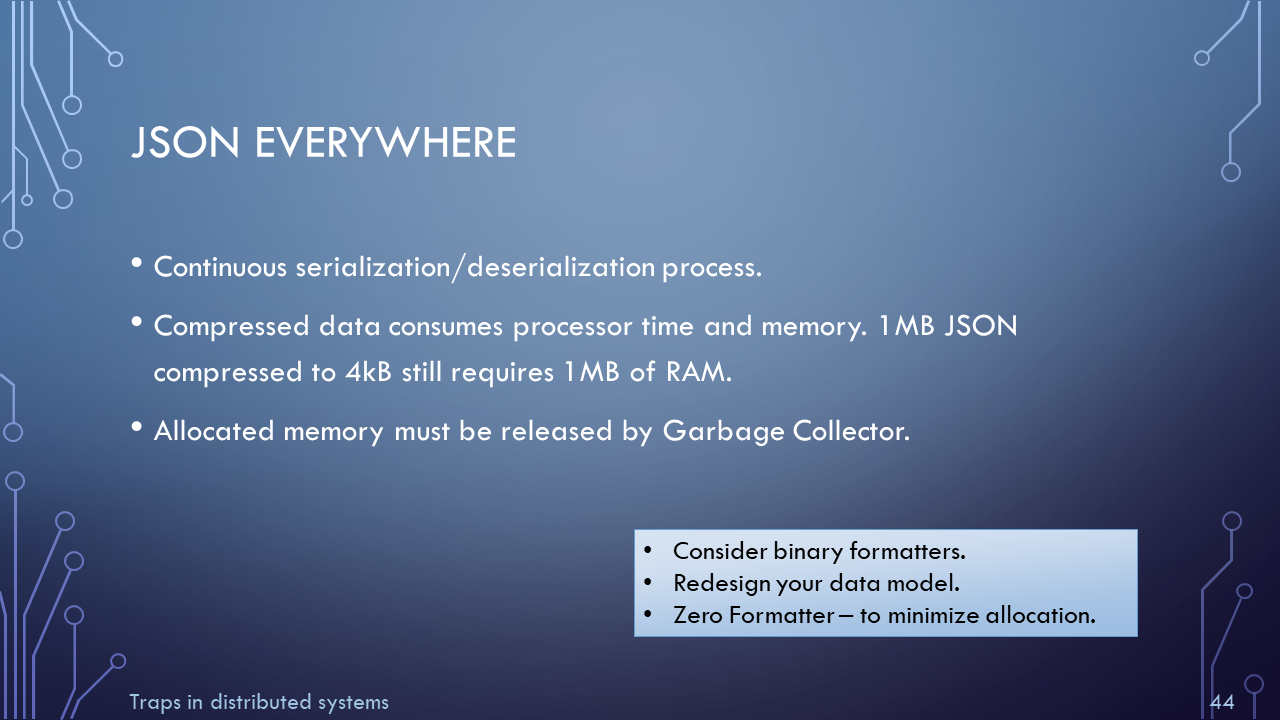 JSON EVERYWHERE
• Continuous serialization/deserialization process.
• Compressed data consumes processor time and memory. 1MB JSON
compressed to 4kB still requires 1MB of RAM.
• Allocated memory must be released by Garbage Collector.
• Consider binary formatters.
• Redesign your data model.
• Zero Formatter – to minimize allocation.
Traps in distributed systems
44